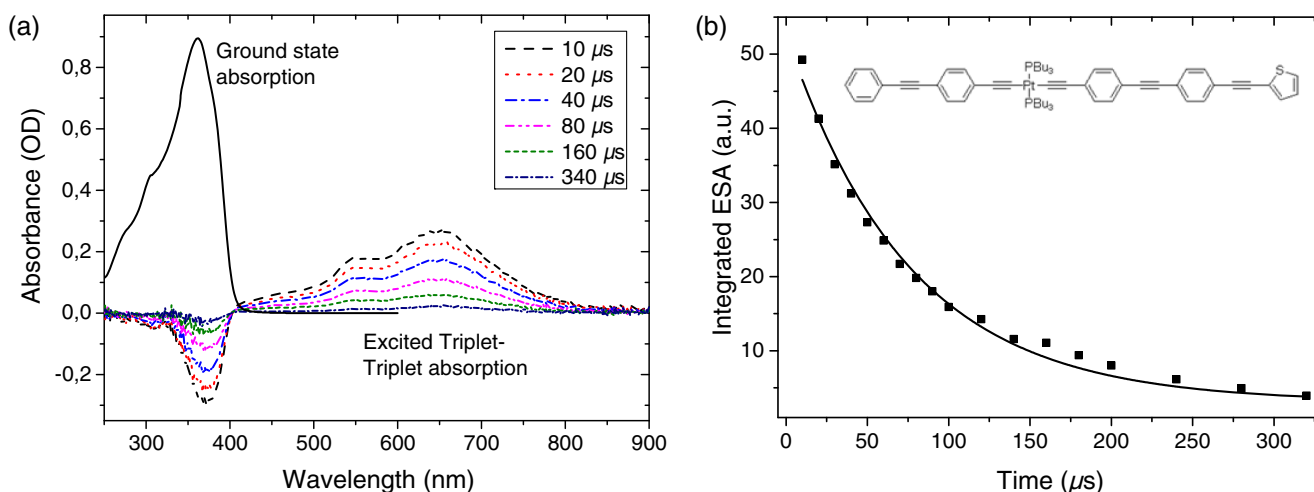 (a)
Ground state
absorption
10 µs
20 µs
40 µs
80 µs
160 µs
340 µs
Excited Triplet-
Triplet absorption
0,8
0,6
0,4
0,2
0.0
-0,2
Absorbance (OD)
300 400 500 600 700 800 900
Wavelength (nm)
(b)
PBu3
Pt
PBu3
S
50
40
30
20
10
Integrated ESA (a.u.)
0 50 100 150 200 250 300
Time (µs)